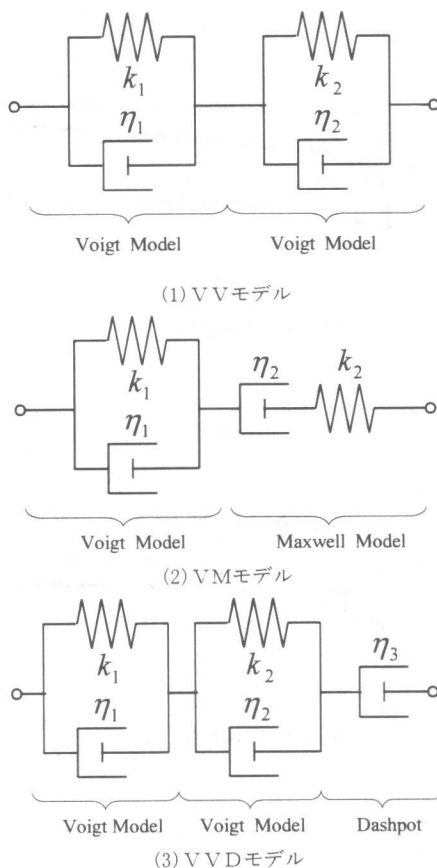 k₁ k₂
η₁ η₂
Voigt Model Voigt Model
(1) VVモデル
k₁ η₂ k₂
η₁
Voigt Model Maxwell Model
(2) VMモデル
k₁ k₂ η₃
η₁ η₂
Voigt Model Voigt Model Dashpot
(3) VVDモデル